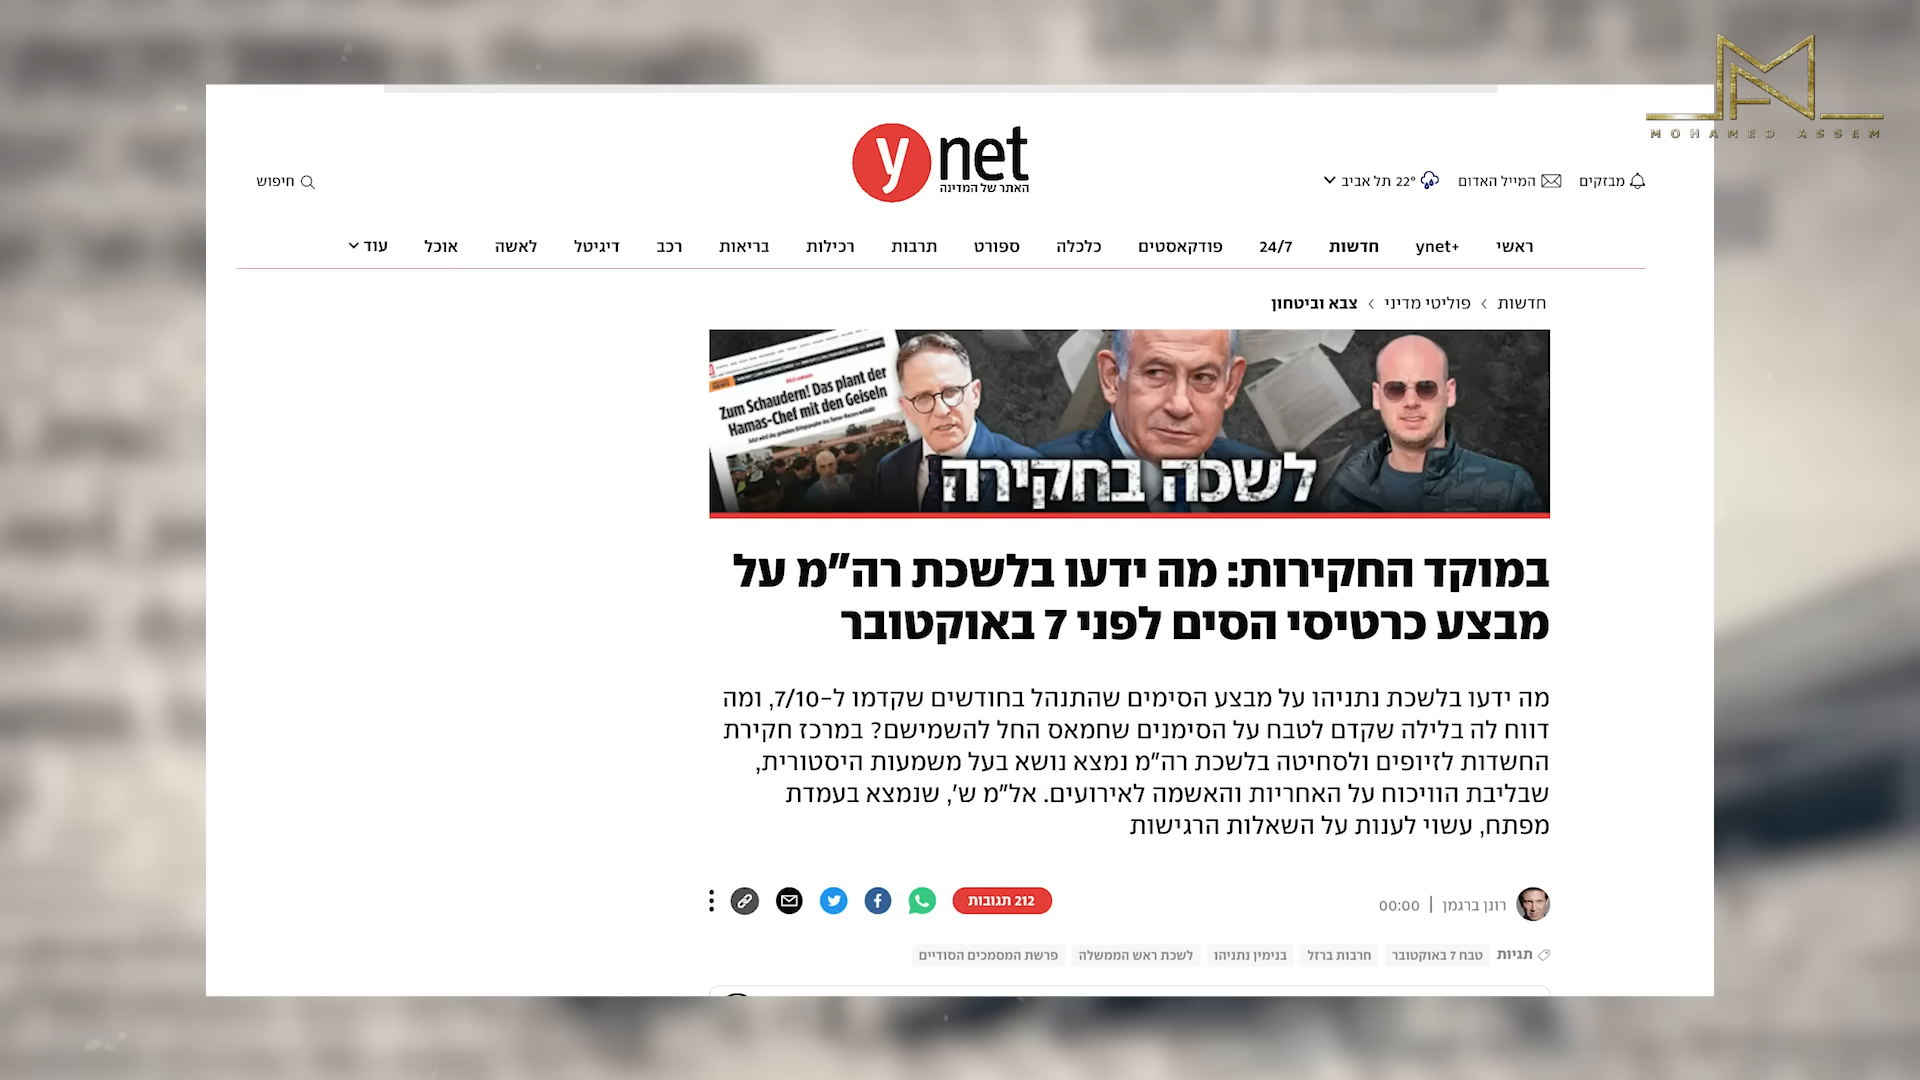 MOHAMED ASSEM
ynet
האתר של המדינה
מבזקים
המייל האדום
22° תל אביב
חיפוש
ראשי ynet+ חדשות 24/7 פודקאסטים כלכלה ספורט תרבות רכילות בריאות רכב דיגיטל לאשה אוכל עוד
חדשות › פוליטי מדיני › צבא וביטחון
Zum Schaudern! Das plant der
Hamas-Chef mit den Geiseln
לשכה בחקירה
במוקד החקירות: מה ידעו בלשכת רה"מ על
מבצע כרטיסי הסים לפני 7 באוקטובר
מה ידעו בלשכת נתניהו על מבצע הסימים שהתנהל בחודשים שקדמו ל-7/10, ומה
דווח לה בלילה שקדם לטבח על הסימנים שחמאס החל להשמישם? במרכז חקירת
החשדות לזיופים ולסחיטה בלשכת רה"מ נמצא נושא בעל משמעות היסטורית,
שבליבת הוויכוח על האחריות והאשמה לאירועים. אל"מ ש', שנמצא בעמדת
מפתח, עשוי לענות על השאלות הרגישות
רונן ברגמן | 00:00
212 תגובות
תגיות טבח 7 באוקטובר חרבות ברזל בנימין נתניהו לשכת ראש הממשלה פרשת המסמכים הסודיים